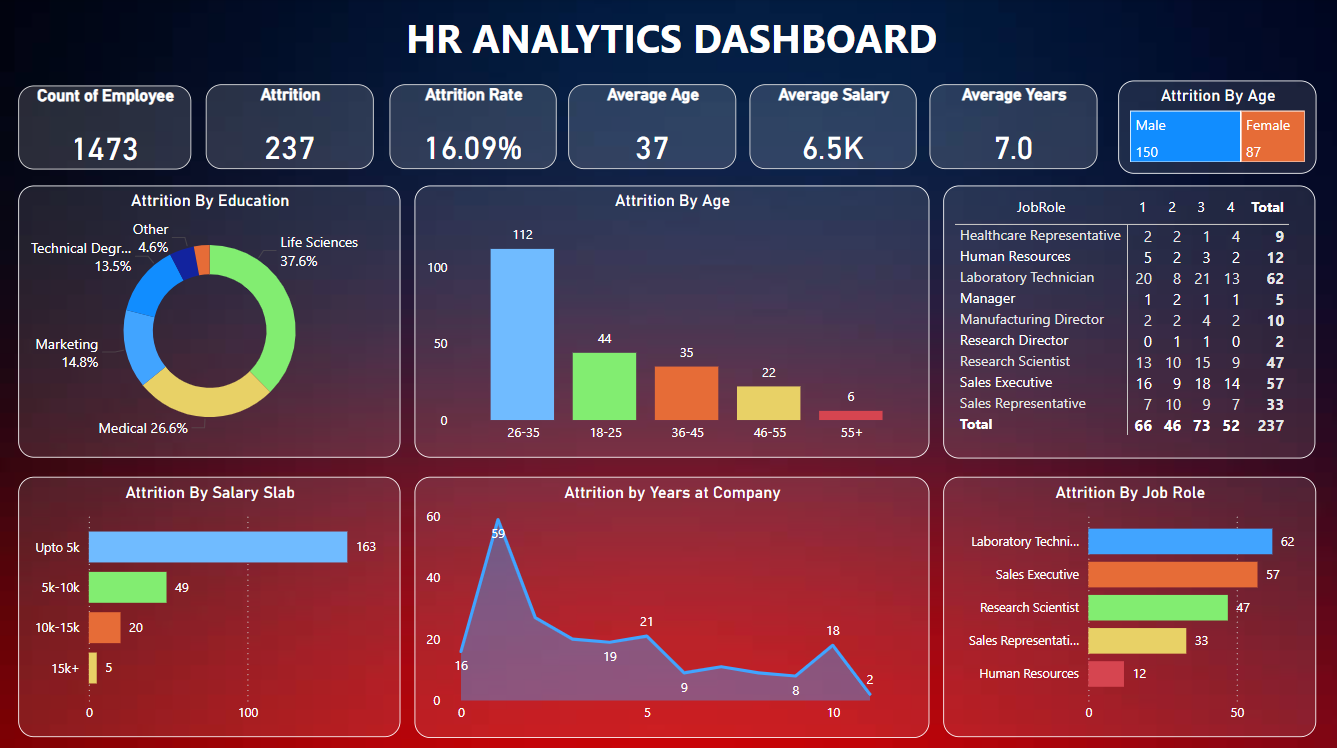 HR ANALYTICS DASHBOARD
Count of Employee
1473
Attrition
237
Attrition Rate
16.09%
Average Age
37
Average Salary
6.5K
Average Years
7.0
Attrition By Age
Male
150
Female
87
Attrition By Education
Other
4.6%
Technical Degr...
13.5%
Life Sciences
37.6%
Marketing
14.8%
Medical 26.6%
Attrition By Age
100
50
0
112
44
35
22
6
26-35 18-25 36-45 46-55 55+
JobRole 1 2 3 4 Total
Healthcare Representative 2 2 1 4 9
Human Resources 5 2 3 2 12
Laboratory Technician 20 8 21 13 62
Manager 1 2 1 1 5
Manufacturing Director 2 2 4 2 10
Research Director 0 1 1 0 2
Research Scientist 13 10 15 9 47
Sales Executive 16 9 18 14 57
Sales Representative 7 10 9 7 33
Total 66 46 73 52 237
Attrition By Salary Slab
Upto 5k 163
5k-10k 49
10k-15k 20
15k+ 5
0 100
Attrition by Years at Company
60
40
20
0
16
59
19
21
9
8
18
2
0 5 10
Attrition By Job Role
Laboratory Techni... 62
Sales Executive 57
Research Scientist 47
Sales Representati... 33
Human Resources 12
0 50